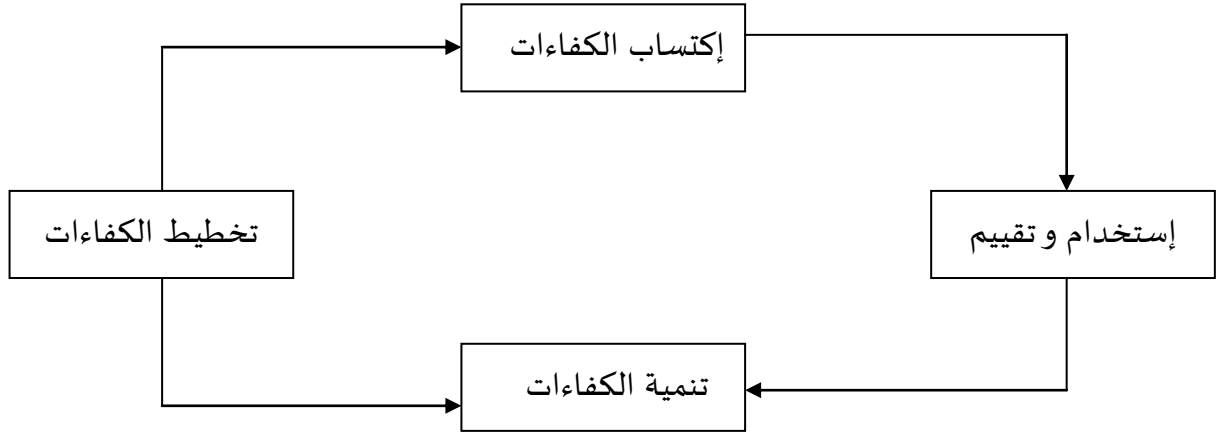 إكتساب الكفاءات
إستخدام و تقييم
تخطيط الكفاءات
تنمية الكفاءات